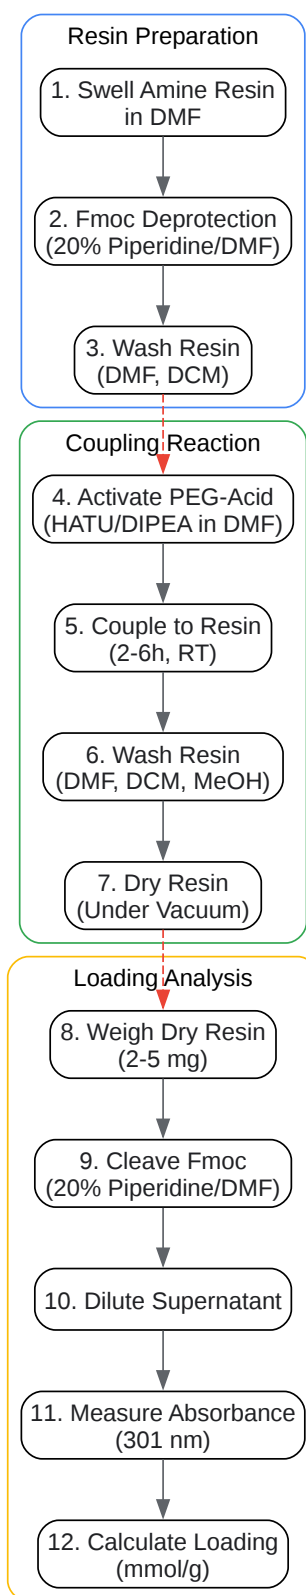 Resin Preparation
1. Swell Amine Resin
in DMF
2. Fmoc Deprotection
(20% Piperidine/DMF)
3. Wash Resin
(DMF, DCM)
Coupling Reaction
4. Activate PEG-Acid
(HATU/DIPEA in DMF)
5. Couple to Resin
(2-6h, RT)
6. Wash Resin
(DMF, DCM, MeOH)
7. Dry Resin
(Under Vacuum)
Loading Analysis
8. Weigh Dry Resin
(2-5 mg)
9. Cleave Fmoc
(20% Piperidine/DMF)
10. Dilute Supernatant
11. Measure Absorbance
(301 nm)
12. Calculate Loading
(mmol/g)